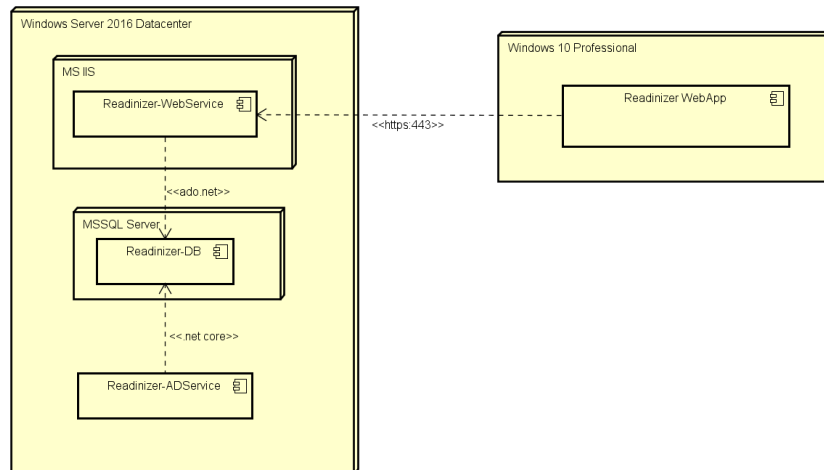 Windows Server 2016 Datacenter
MS IIS
Readinizer-WebService
<<ado.net>>
MSSQL Server
Readinizer-DB
<<.net core>>
Readinizer-ADService
<<https:443>>
Windows 10 Professional
Readinizer WebApp